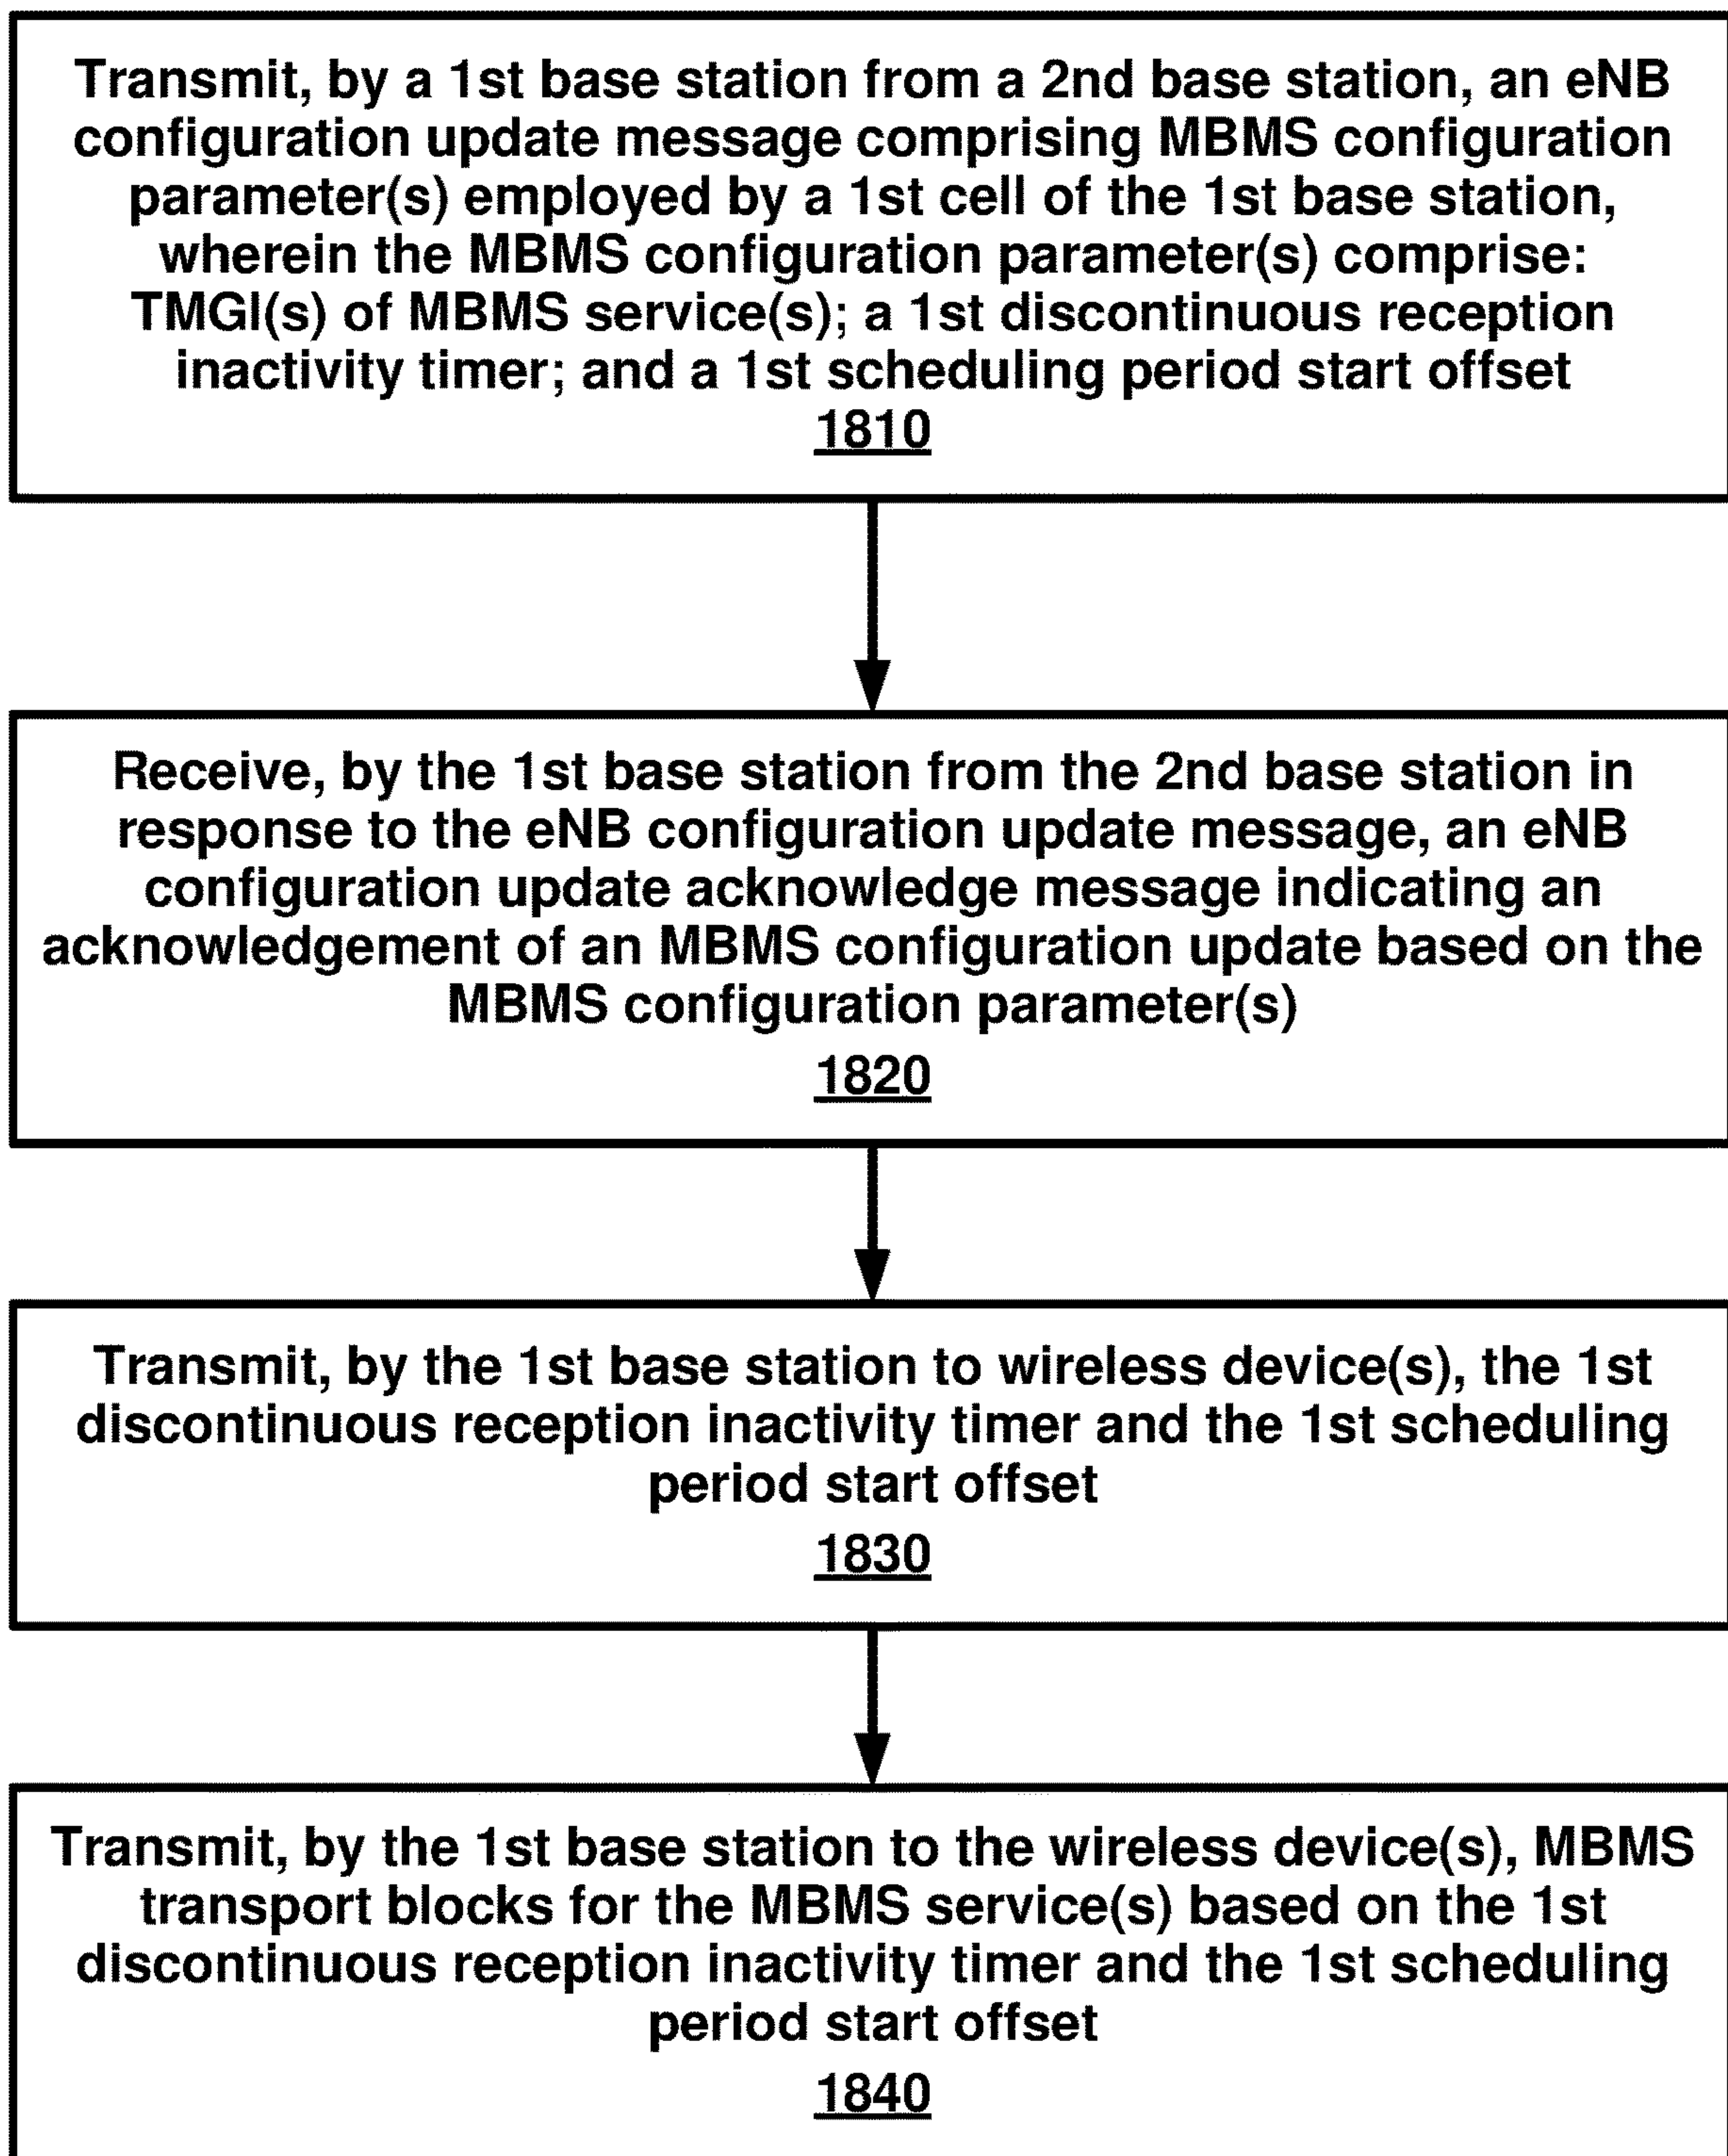 Transmit, by a 1st base station from a 2nd base station, an eNB
configuration update message comprising MBMS configuration
parameter(s) employed by a 1st cell of the 1st base station,
wherein the MBMS configuration parameter(s) comprise:
TMGI(s) of MBMS service(s); a 1st discontinuous reception
inactivity timer; and a 1st scheduling period start offset
1810
Receive, by the 1st base station from the 2nd base station in
response to the eNB configuration update message, an eNB
configuration update acknowledge message indicating an
acknowledgement of an MBMS configuration update based on the
MBMS configuration parameter(s)
1820
Transmit, by the 1st base station to wireless device(s), the 1st
discontinuous reception inactivity timer and the 1st scheduling
period start offset
1830
Transmit, by the 1st base station to the wireless device(s), MBMS
transport blocks for the MBMS service(s) based on the 1st
discontinuous reception inactivity timer and the 1st scheduling
period start offset
1840